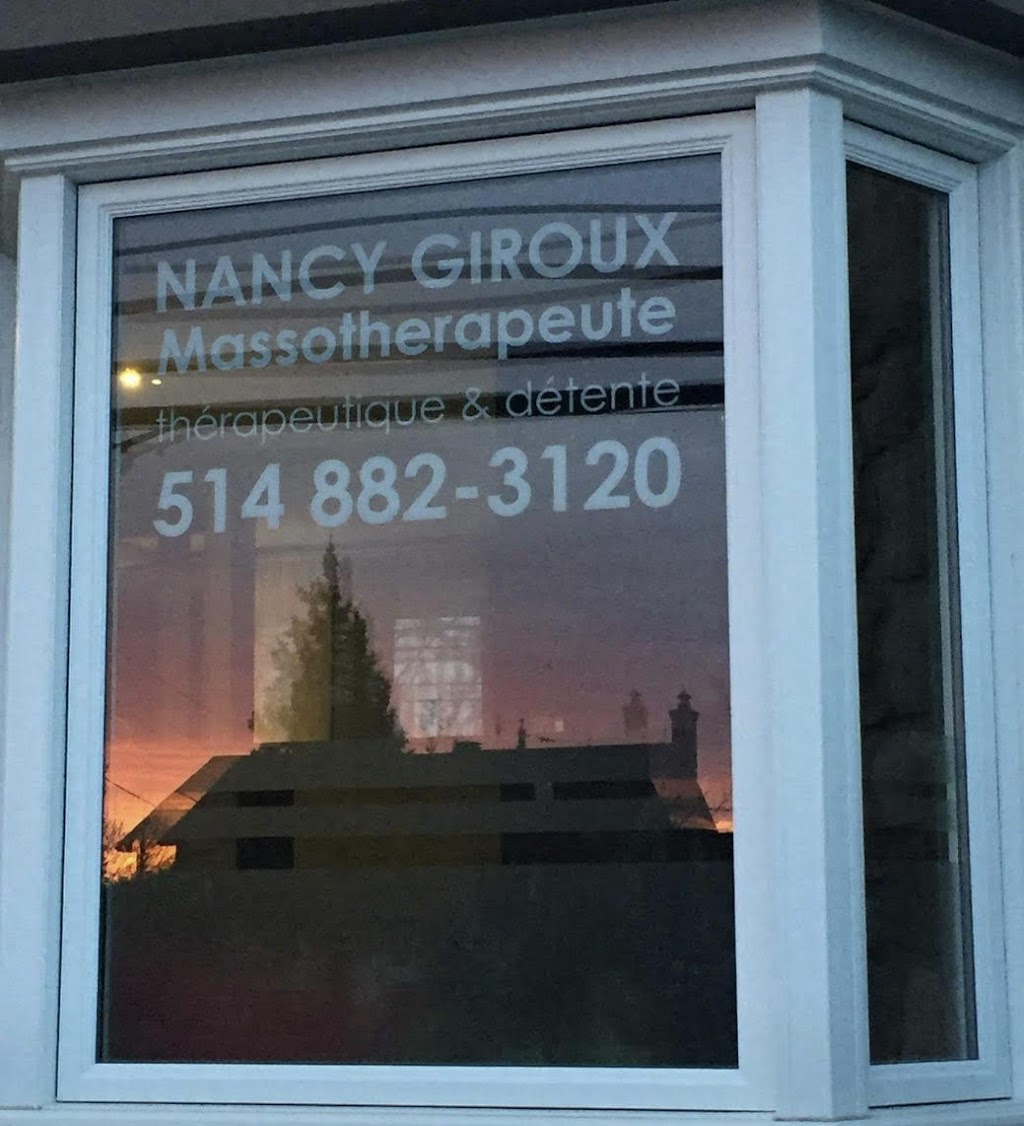 NANCY GIROUX
Massotherapeute
thérapeutique & détente
514 882-3120